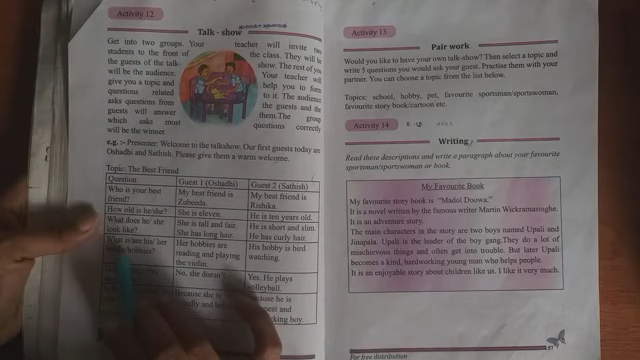 Activity 12
Talk - show
Get into two groups. Your teacher will invite two
students to the front of the class. They will be
the guests of the talk- show. The rest of you
will be the audience. Your teacher will
give you a topic and help you to form
questions related to it. The audience
asks questions from the guests and the
guests will answer them. The group
which asks most questions correctly
will be the winner.
e.g :- Presenter: Welcome to the talkshow. Our first guests today are
Oshadhi and Sathish. Please give them a warm welcome.
Topic: The Best Friend
Question Guest 1 (Oshadhi) Guest 2 (Sathish)
Who is your best friend? My best friend is Zubeeda. My best friend is Rishika.
How old is he/she? She is eleven. He is ten years old.
What does he/ she look like? She is tall and fair. She has long hair. He is short and slim. He has curly hair.
What is/are his/ her hobbies? Her hobbies are reading and playing the violin. His hobby is bird watching.
No, she doesn't Yes. He plays volleyball.
because she is
Activity 13
Pair work
Would you like to have your own talk-show? Then select a topic and
write 5 questions you would ask your guest. Practise them with your
partner. You can choose a topic from the list below.
Topics: school, hobby, pet, favourite sportsman/sportswoman,
favourite story book/cartoon etc.
Activity 14
Writing
Read these descriptions and write a paragraph about your favourite
sportsman/sportswoman or book.
My Favourite Book
My favourite story book is "Madol Doowa."
It is a novel written by the famous writer Martin Wickramasinghe.
It is an adventure story.
The main characters in the story are two boys named Upali and
Jinapala. Upali is the leader of the boy gang.They do a lot of
mischievous things and often get into trouble. But later Upali
becomes a kind, hardworking young man who helps people.
It is an enjoyable story about children like us. I like it very much.
For free distribution